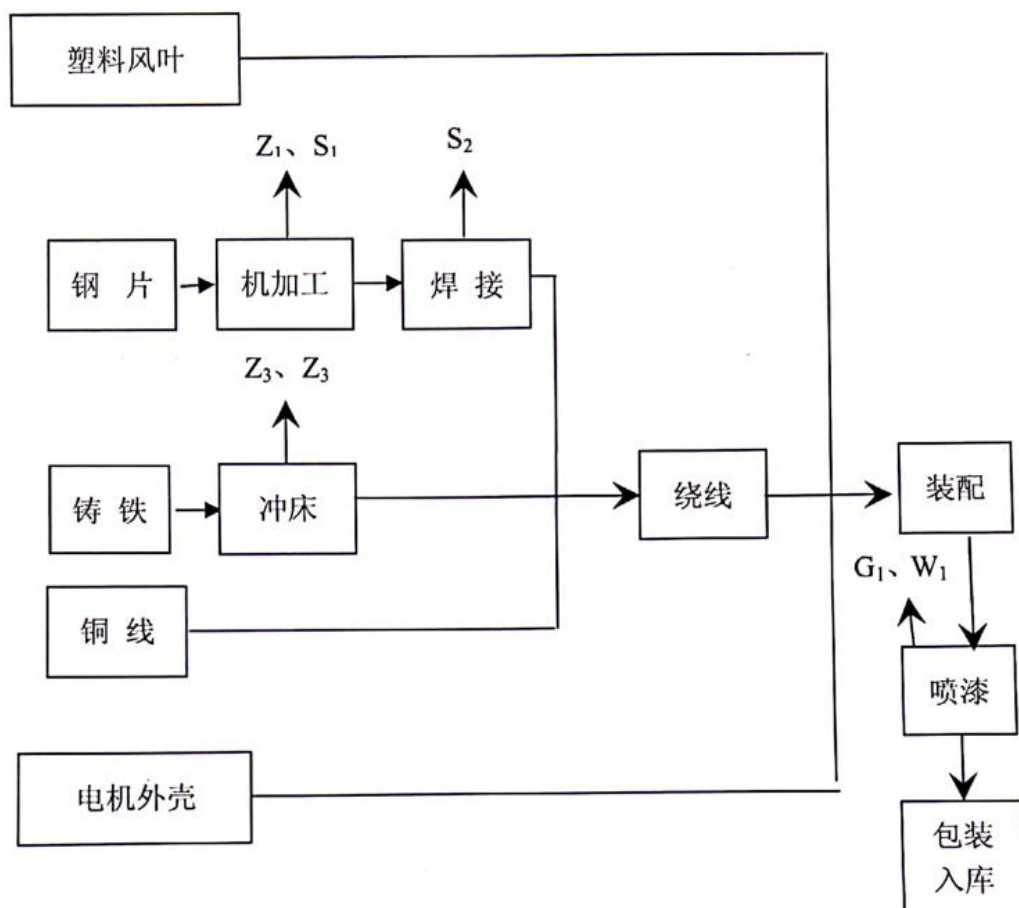 塑料风叶
Z₁、S₁
S₂
钢 片
机加工
焊 接
Z₃、Z₃
铸 铁
冲床
绕线
装配
G₁、W₁
铜 线
喷漆
电机外壳
包装
入库